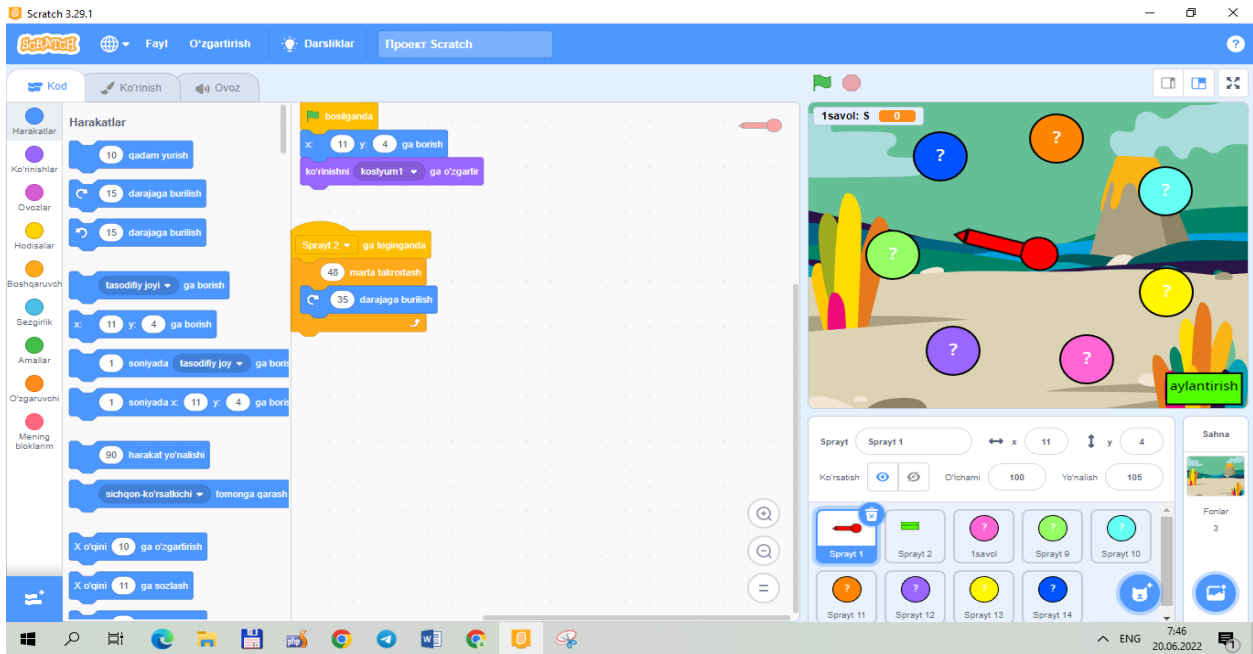 Scratch 3.29.1
SCRATCH Fayl O'zgartirish Darsliklar Проект Scratch ?
Kod Ko'rinish Ovoz
Harakatlar
Ko'rinishlar
Ovozlar
Hodisalar
Boshqaruvch
Sezgirlik
Amallar
O'zgaruvchi
Mening
bloklarim
Harakatlar
10 qadam yurish
15 darajaga burilish
15 darajaga burilish
tasodifiy joyi ga borish
x: 11 y: 4 ga borish
1 soniyada tasodifiy joy ga boris
1 soniyada x: 11 y: 4 ga boris
90 harakat yo'nalishi
sichqon-ko'rsatkichi tomonga qarash
X o'qini 10 ga o'zgartirish
X o'qini 11 ga sozlash
bosilganda
x: 11 y: 4 ga borish
ko'rinishni kostyum1 ga o'zgartir
Sprayt 2 ga teginganda
48 marta takrorlash
35 darajaga burilish
1savol: S 0
?
?
?
?
?
?
?
aylantirish
Sprayt Sprayt 1 x 11 y 4
Ko'rsatish O'lchami 100 Yo'nalish 105
Sprayt 1 Sprayt 2 1savol Sprayt 9 Sprayt 10
Sprayt 11 Sprayt 12 Sprayt 13 Sprayt 14
Sahna
Fonlar
3
ENG 7:46
20.06.2022